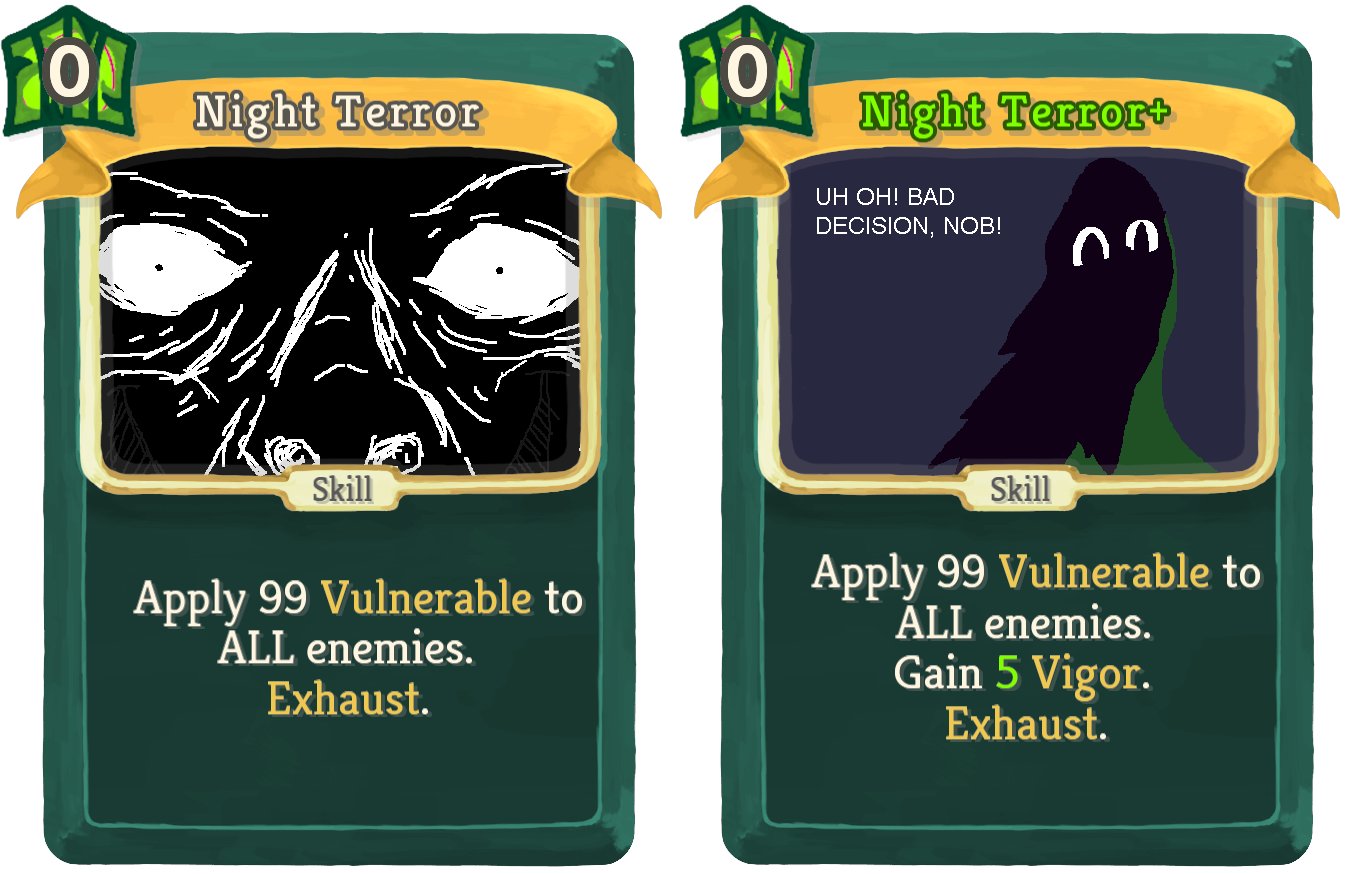 0
Night Terror
Skill
Apply 99 Vulnerable to
ALL enemies.
Exhaust.
0
Night Terror+
UH OH! BAD
DECISION, NOB!
Skill
Apply 99 Vulnerable to
ALL enemies.
Gain 5 Vigor.
Exhaust.